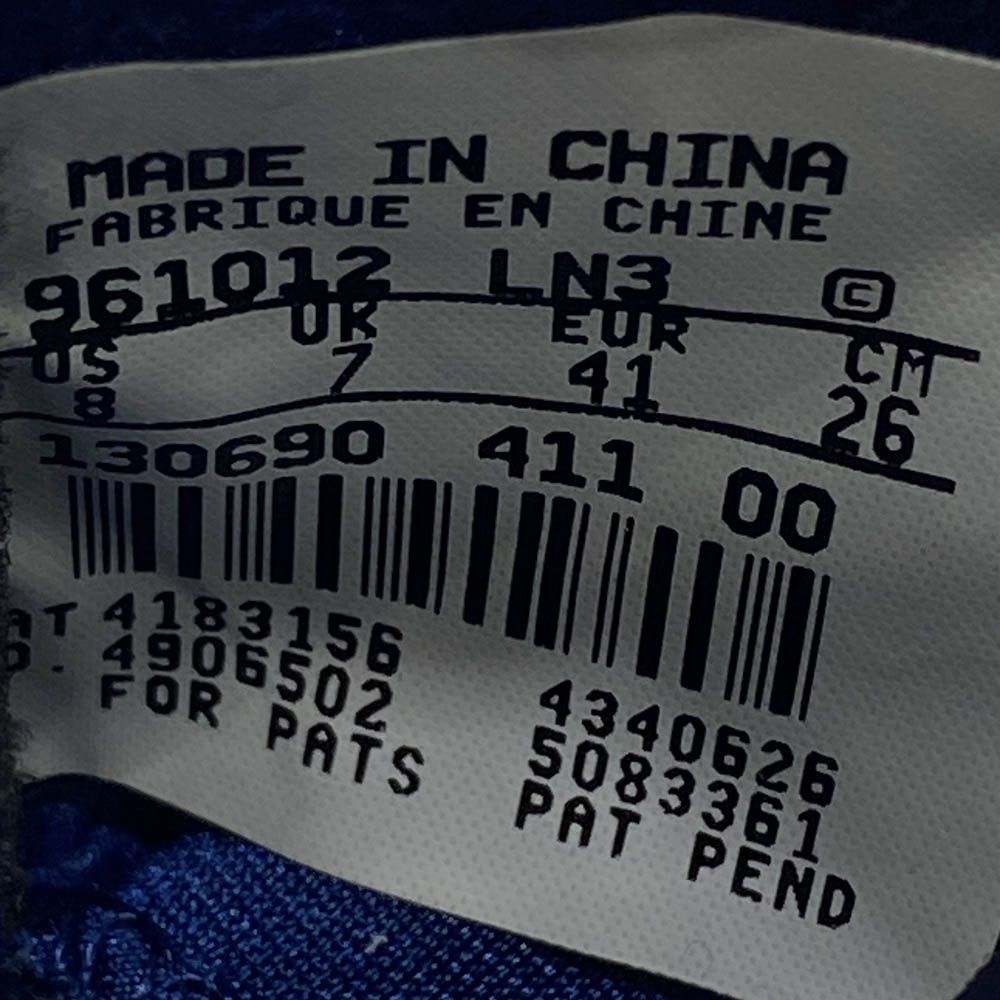 MADE IN CHINA
FABRIQUE EN CHINE
961012 LN3 ©
US UK EUR CM
8 7 41 26
130690 411 00
AT 4183156 4340626
4906502 5083361
FOR PATS PAT PEND